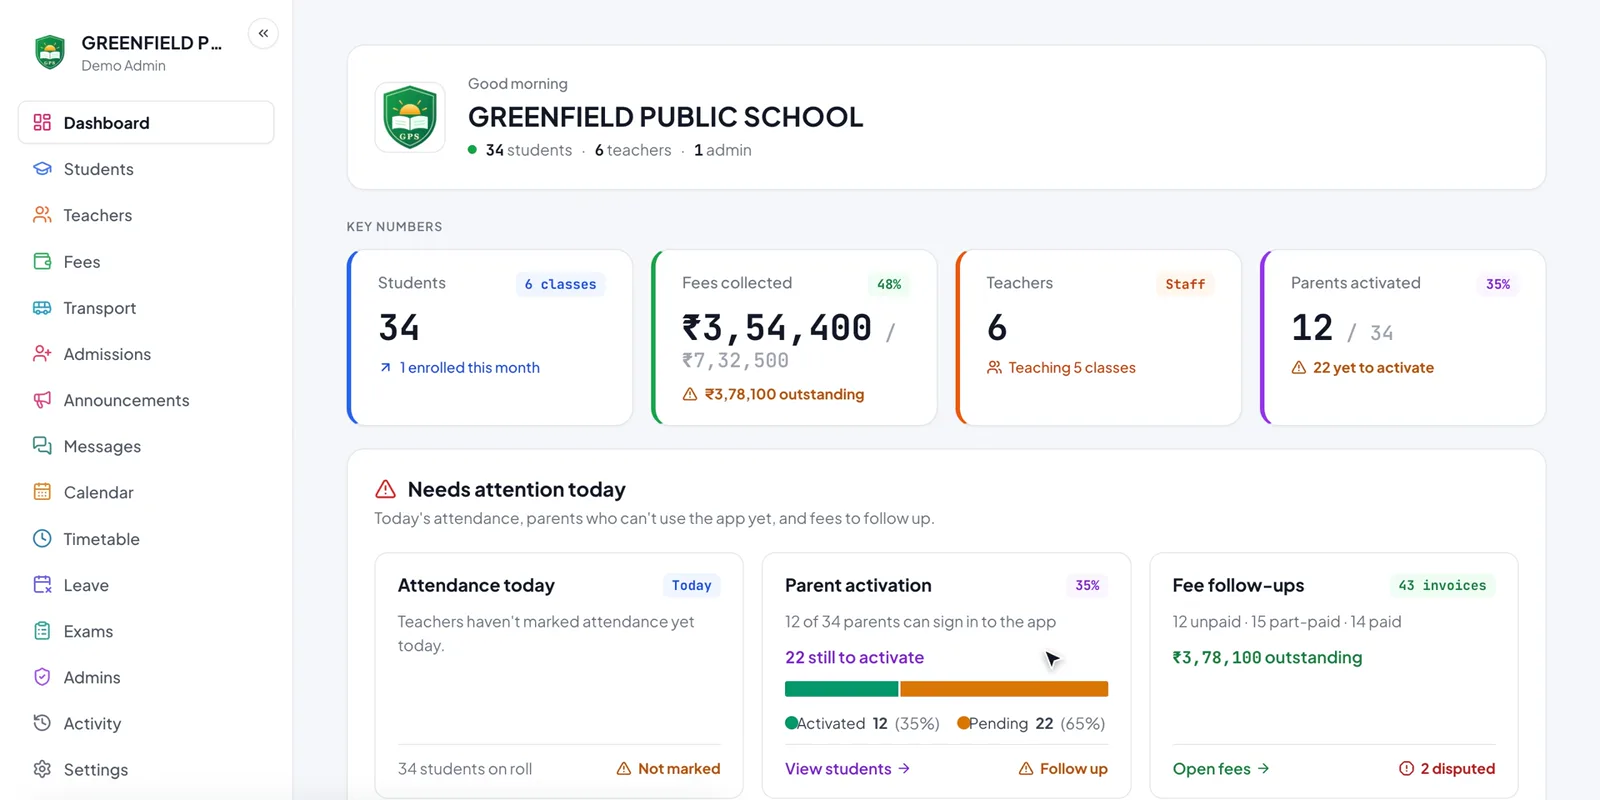 GREENFIELD P...
Demo Admin
Dashboard
Students
Teachers
Fees
Transport
Admissions
Announcements
Messages
Calendar
Timetable
Leave
Exams
Admins
Activity
Settings
GPS
Good morning
GREENFIELD PUBLIC SCHOOL
34 students · 6 teachers · 1 admin
KEY NUMBERS
Students 6 classes
34
1 enrolled this month
Fees collected 48%
₹3,54,400 /
₹7,32,500
₹3,78,100 outstanding
Teachers Staff
6
Teaching 5 classes
Parents activated 35%
12 / 34
22 yet to activate
Needs attention today
Today's attendance, parents who can't use the app yet, and fees to follow up.
Attendance today Today
Teachers haven't marked attendance yet
today.
34 students on roll Not marked
Parent activation 35%
12 of 34 parents can sign in to the app
22 still to activate
Activated 12 (35%) Pending 22 (65%)
View students → Follow up
Fee follow-ups 43 invoices
12 unpaid · 15 part-paid · 14 paid
₹3,78,100 outstanding
Open fees → 2 disputed